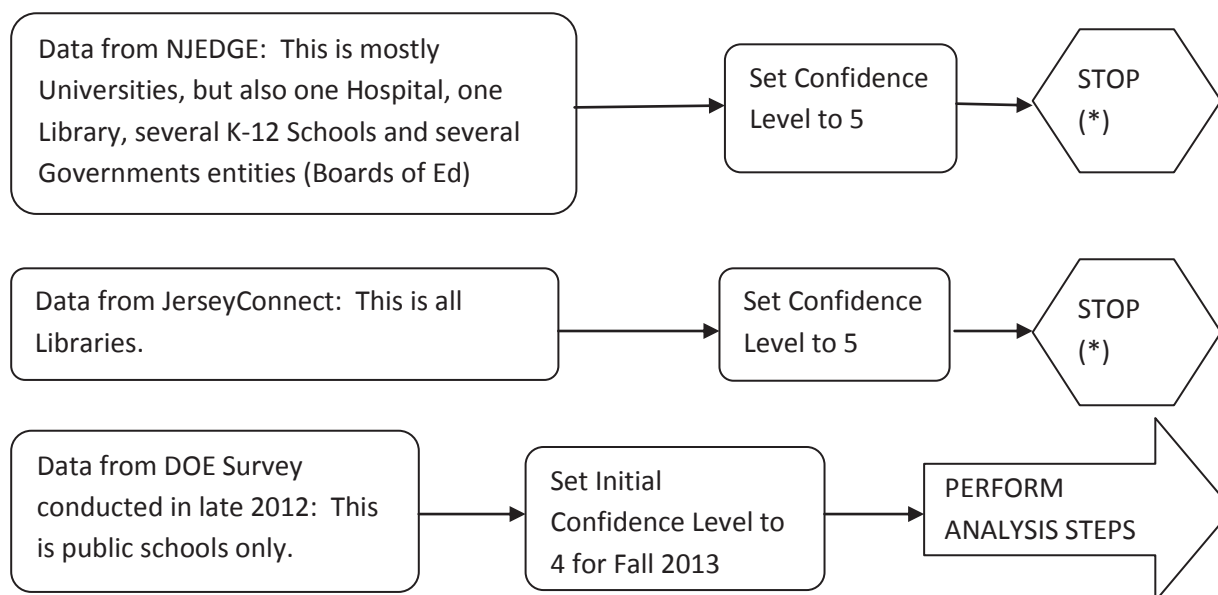 Data from NJEDGE:  This is mostly
Universities, but also one Hospital, one
Library, several K-12 Schools and several
Governments entities (Boards of Ed)
Set Confidence
Level to 5
STOP
(*)
Data from JerseyConnect:  This is all
Libraries.
Set Confidence
Level to 5
STOP
(*)
Data from DOE Survey
conducted in late 2012:  This
is public schools only.
Set Initial
Confidence Level to
4 for Fall 2013
PERFORM
ANALYSIS STEPS